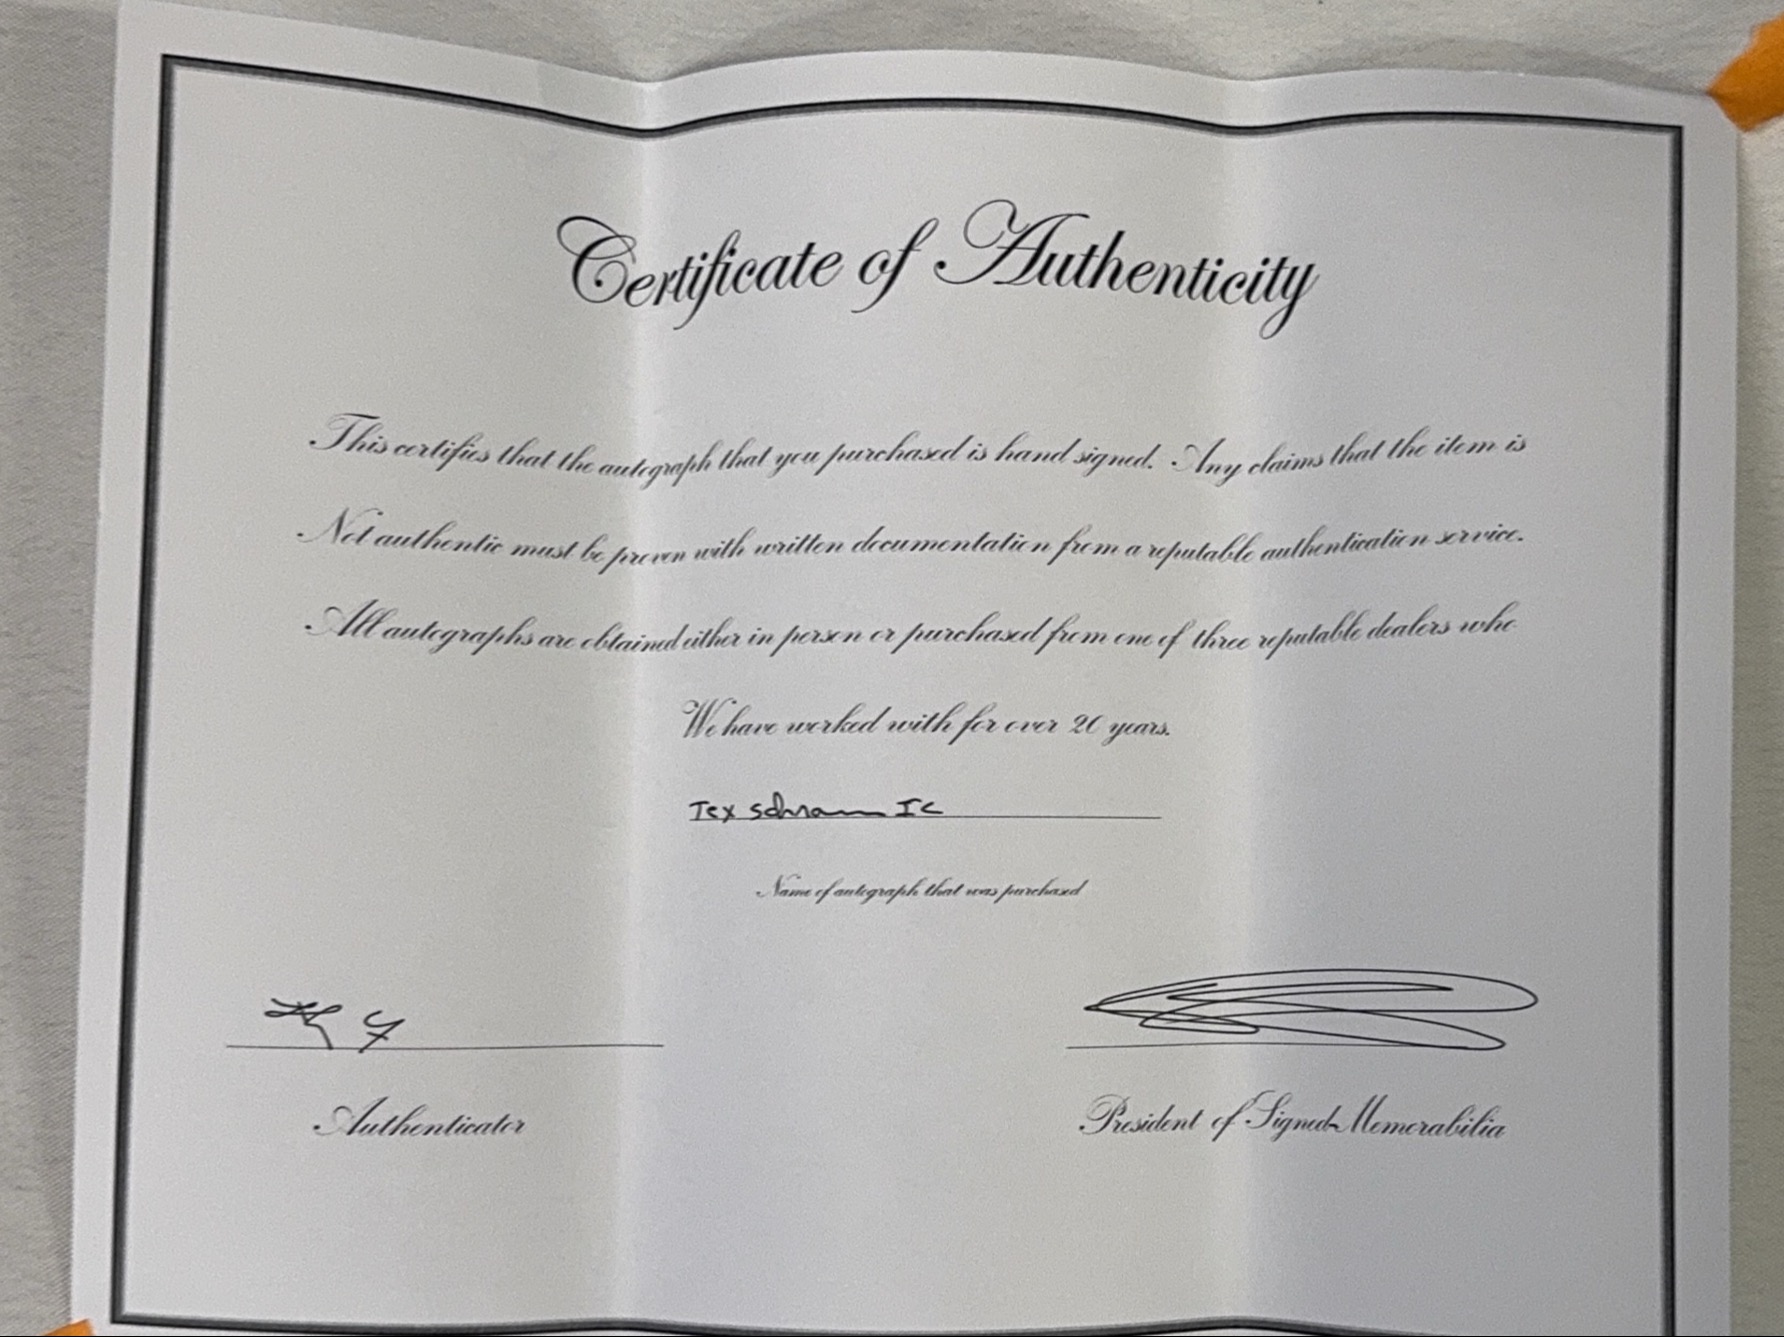 Certificate of Authenticity
This certifies that the autograph that you purchased is hand signed. Any claims that the item is
Not authentic must be proven with written documentation from a reputable authentication service.
All autographs are obtained either in person or purchased from one of three reputable dealers who
We have worked with for over 20 years.
Tex Schramm IC
Name of autograph that was purchased
Authenticator
President of Signed Memorabilia